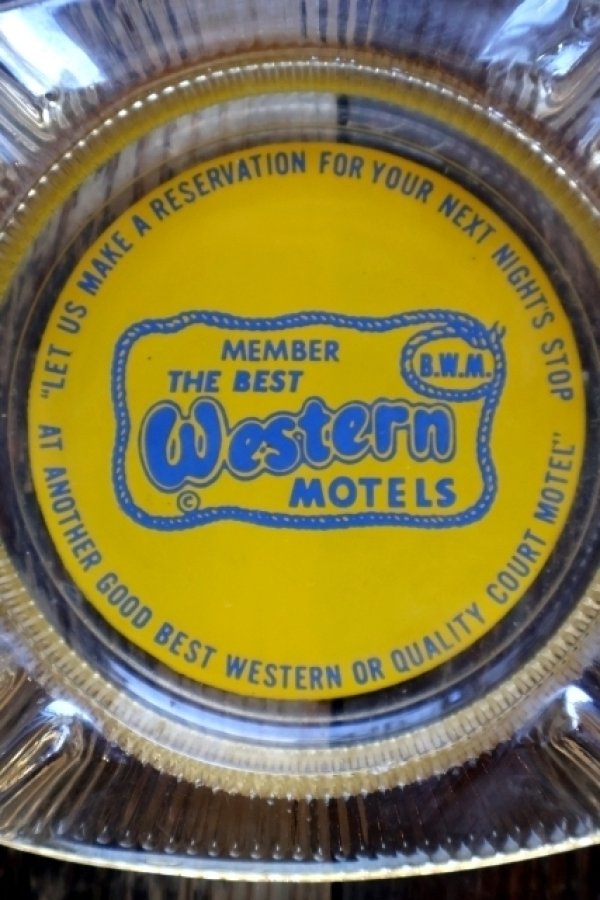 "LET US MAKE A RESERVATION FOR YOUR NEXT NIGHT'S STOP
AT ANOTHER GOOD BEST WESTERN OR QUALITY COURT MOTEL"
MEMBER
B.W.M.
THE BEST
Western
© MOTELS